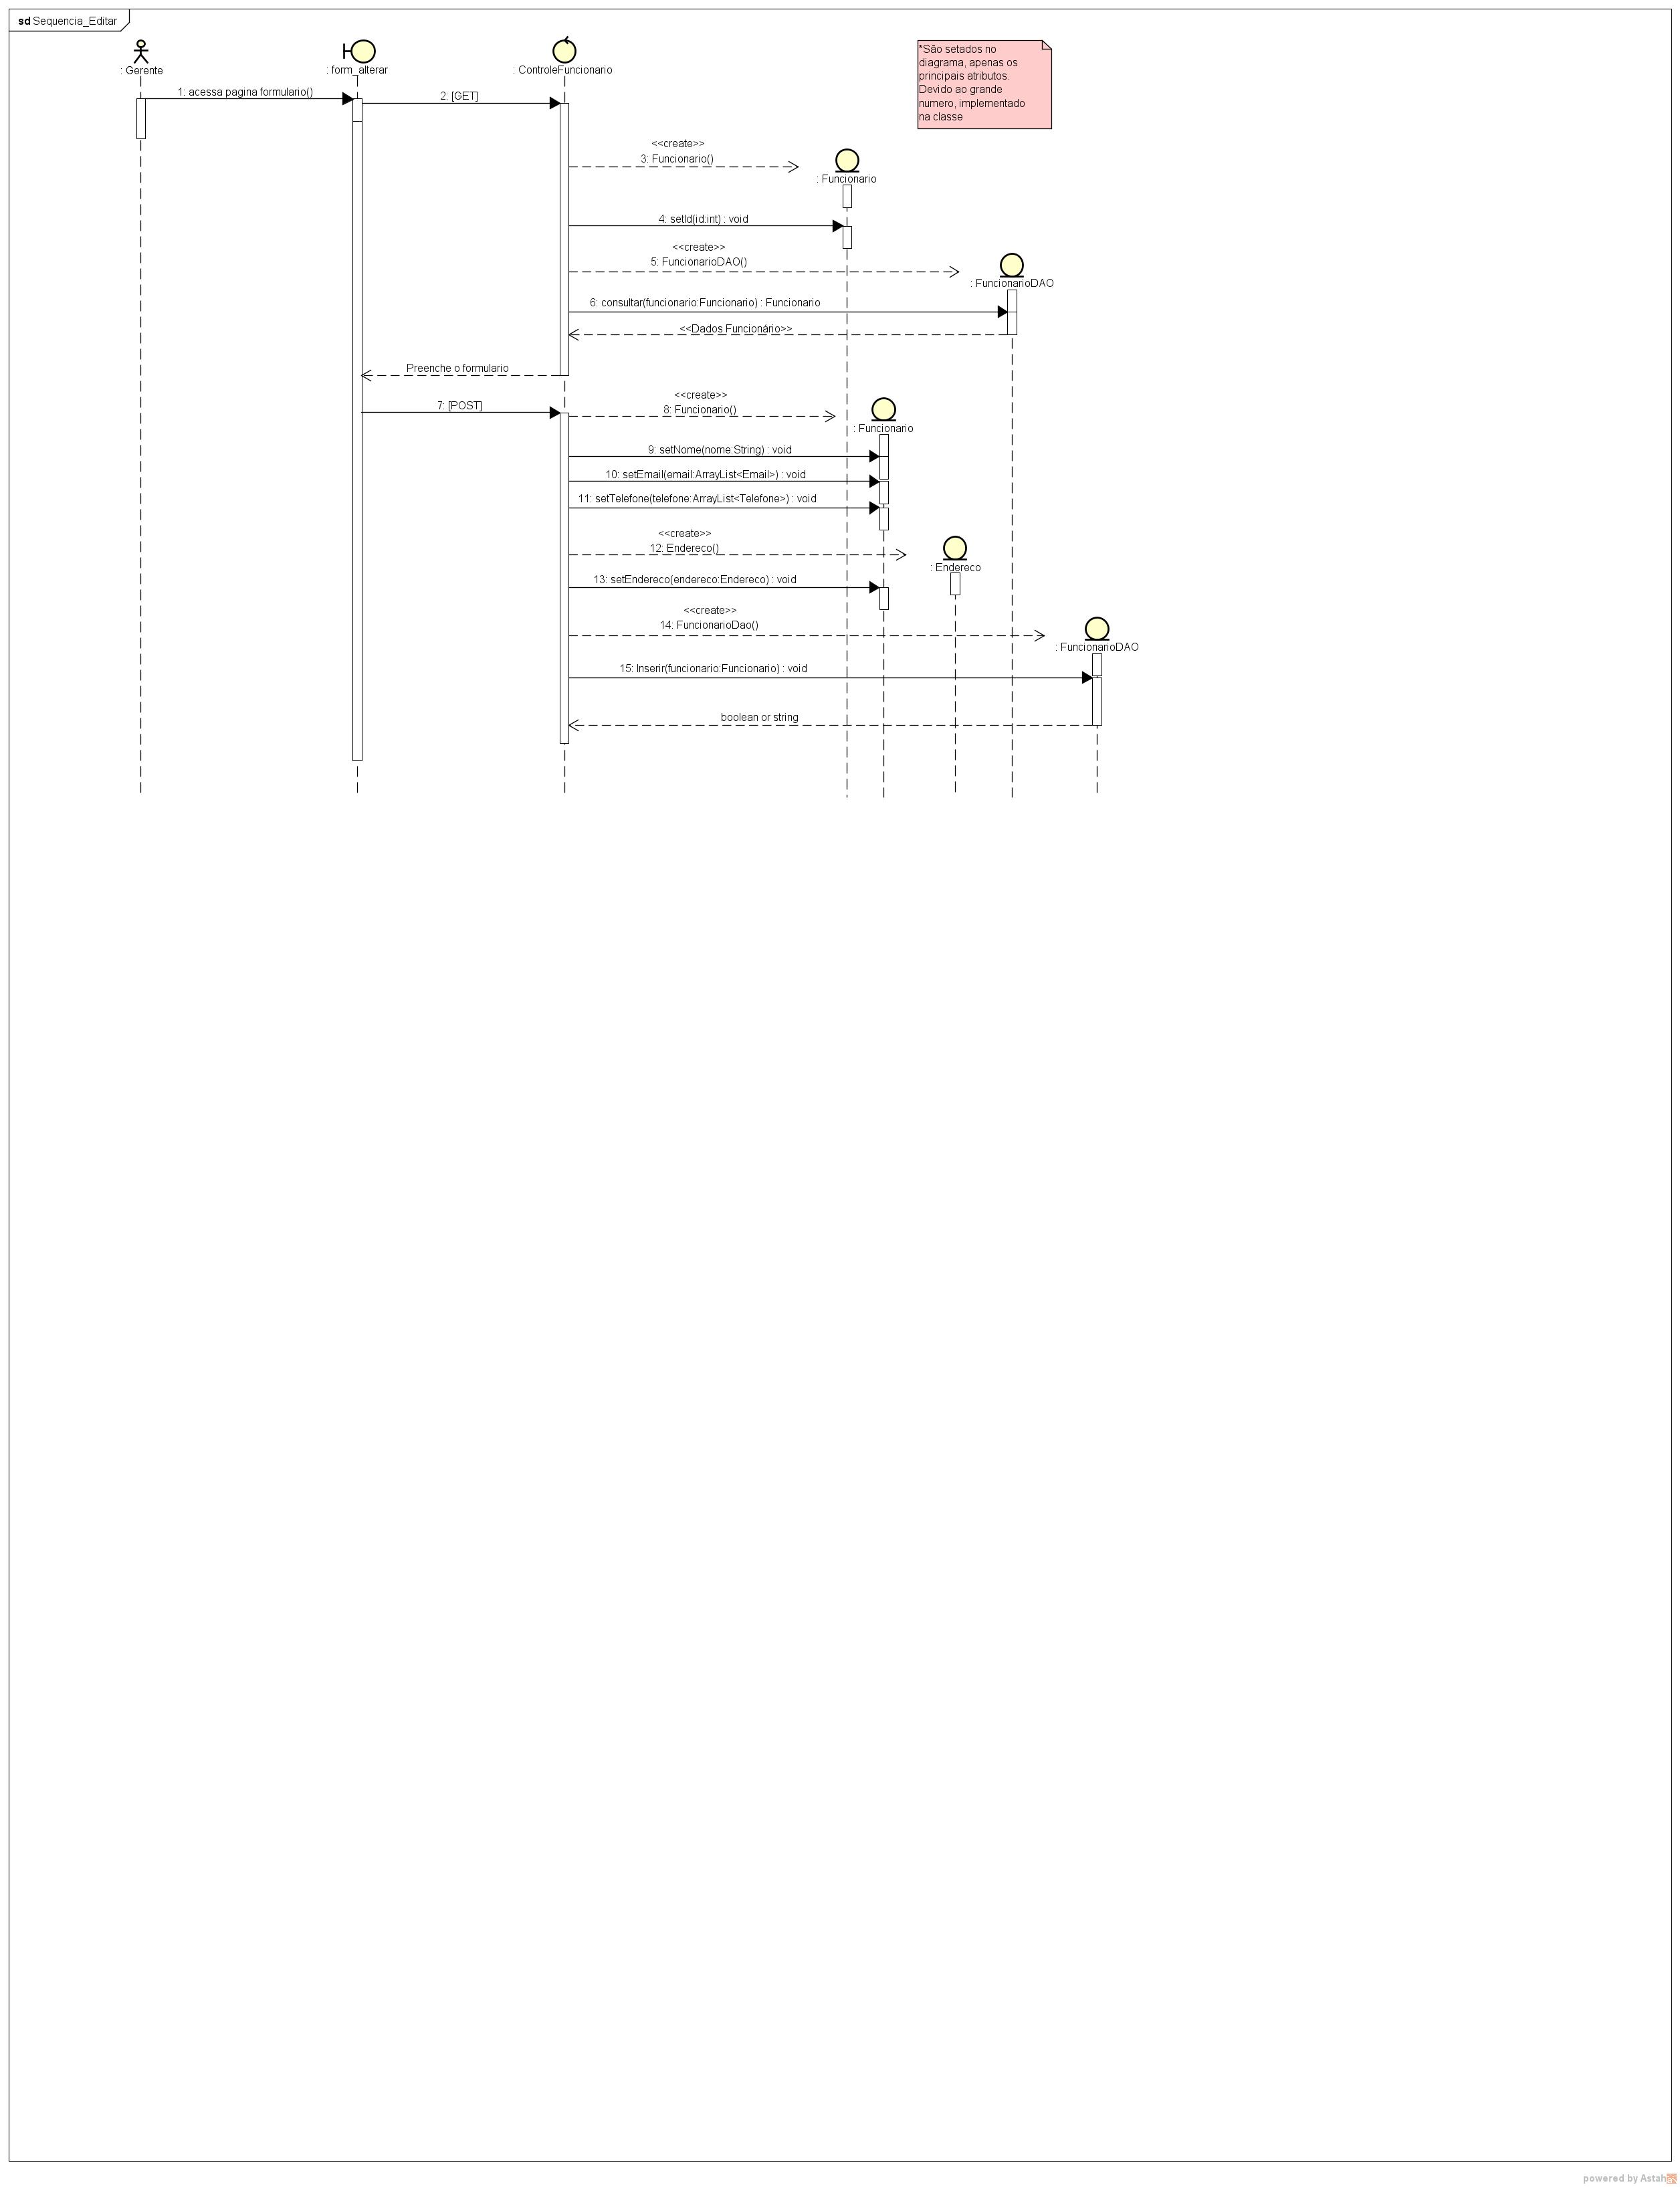 sd Sequencia_Editar
: Gerente
: form_alterar
: ControleFuncionario
*São setados no
diagrama, apenas os
principais atributos.
Devido ao grande
numero, implementado
na classe
1: acessa pagina formulario()
2: [GET]
<<create>>
3: Funcionario()
: Funcionario
4: setId(id:int) : void
<<create>>
5: FuncionarioDAO()
: FuncionarioDAO
6: consultar(funcionario:Funcionario) : Funcionario
<<Dados Funcionário>>
Preenche o formulario
7: [POST]
<<create>>
8: Funcionario()
: Funcionario
9: setNome(nome:String) : void
10: setEmail(email:ArrayList<Email>) : void
11: setTelefone(telefone:ArrayList<Telefone>) : void
<<create>>
12: Endereco()
: Endereco
13: setEndereco(endereco:Endereco) : void
<<create>>
14: FuncionarioDao()
: FuncionarioDAO
15: Inserir(funcionario:Funcionario) : void
boolean or string
powered by Astah